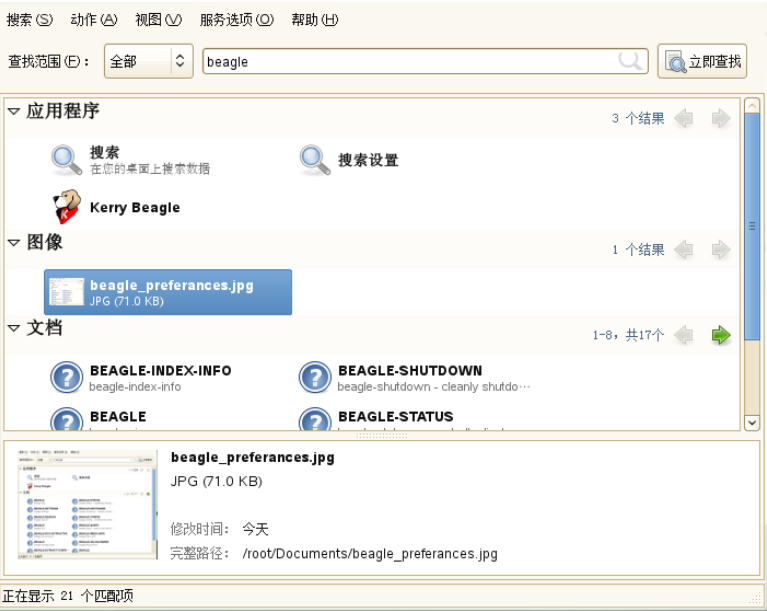 搜索(S) 动作(A) 视图(V) 服务选项(O) 帮助(H)
查找范围(F): 全部 beagle 立即查找
应用程序 3 个结果
搜索
在您的桌面上搜索数据
搜索设置
Kerry Beagle
图像 1 个结果
beagle_preferances.jpg
JPG (71.0 KB)
文档 1-8，共17个
BEAGLE-INDEX-INFO
beagle-index-info
BEAGLE-SHUTDOWN
beagle-shutdown - cleanly shutdo···
BEAGLE
BEAGLE-STATUS
beagle_preferances.jpg
JPG (71.0 KB)
修改时间: 今天
完整路径: /root/Documents/beagle_preferances.jpg
正在显示 21 个匹配项